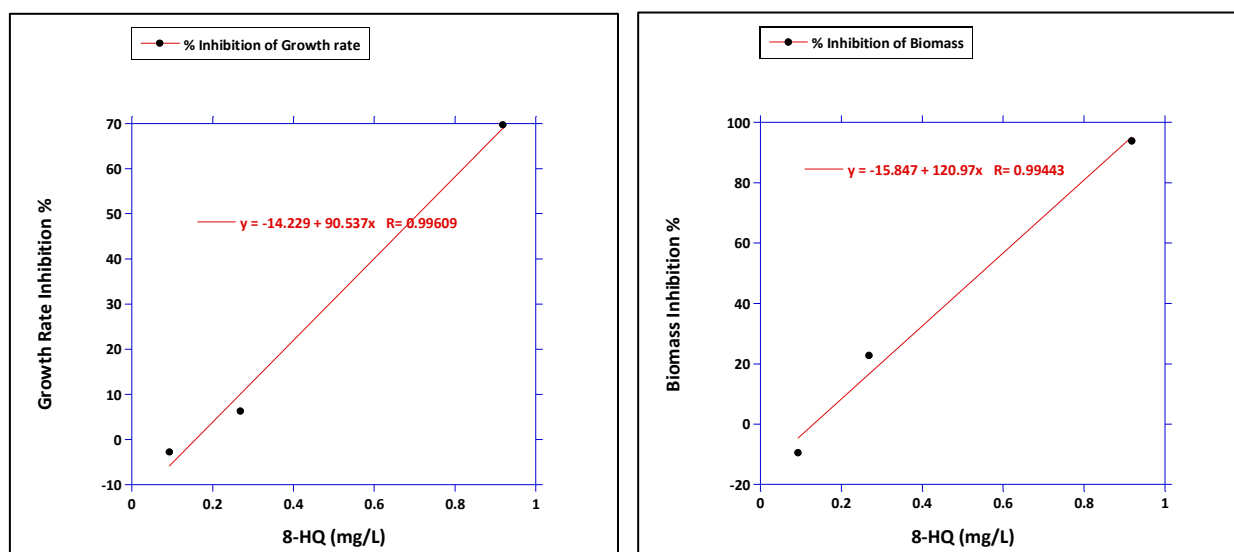 % Inhibition of Growth rate
70
60
50
40
30
20
10
0
-10
Growth Rate Inhibition %
y = -14.229 + 90.537x R= 0.99609
0 0.2 0.4 0.6 0.8 1
8-HQ (mg/L)
% Inhibition of Biomass
100
80
60
40
20
0
-20
Biomass Inhibition %
y = -15.847 + 120.97x R= 0.99443
0 0.2 0.4 0.6 0.8 1
8-HQ (mg/L)